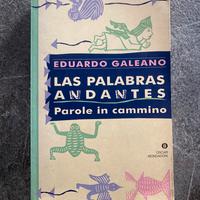 EDUARDO GALEANO
LAS PALABRAS
ANDANTES
Parole in cammino
OSCAR
MONDADORI